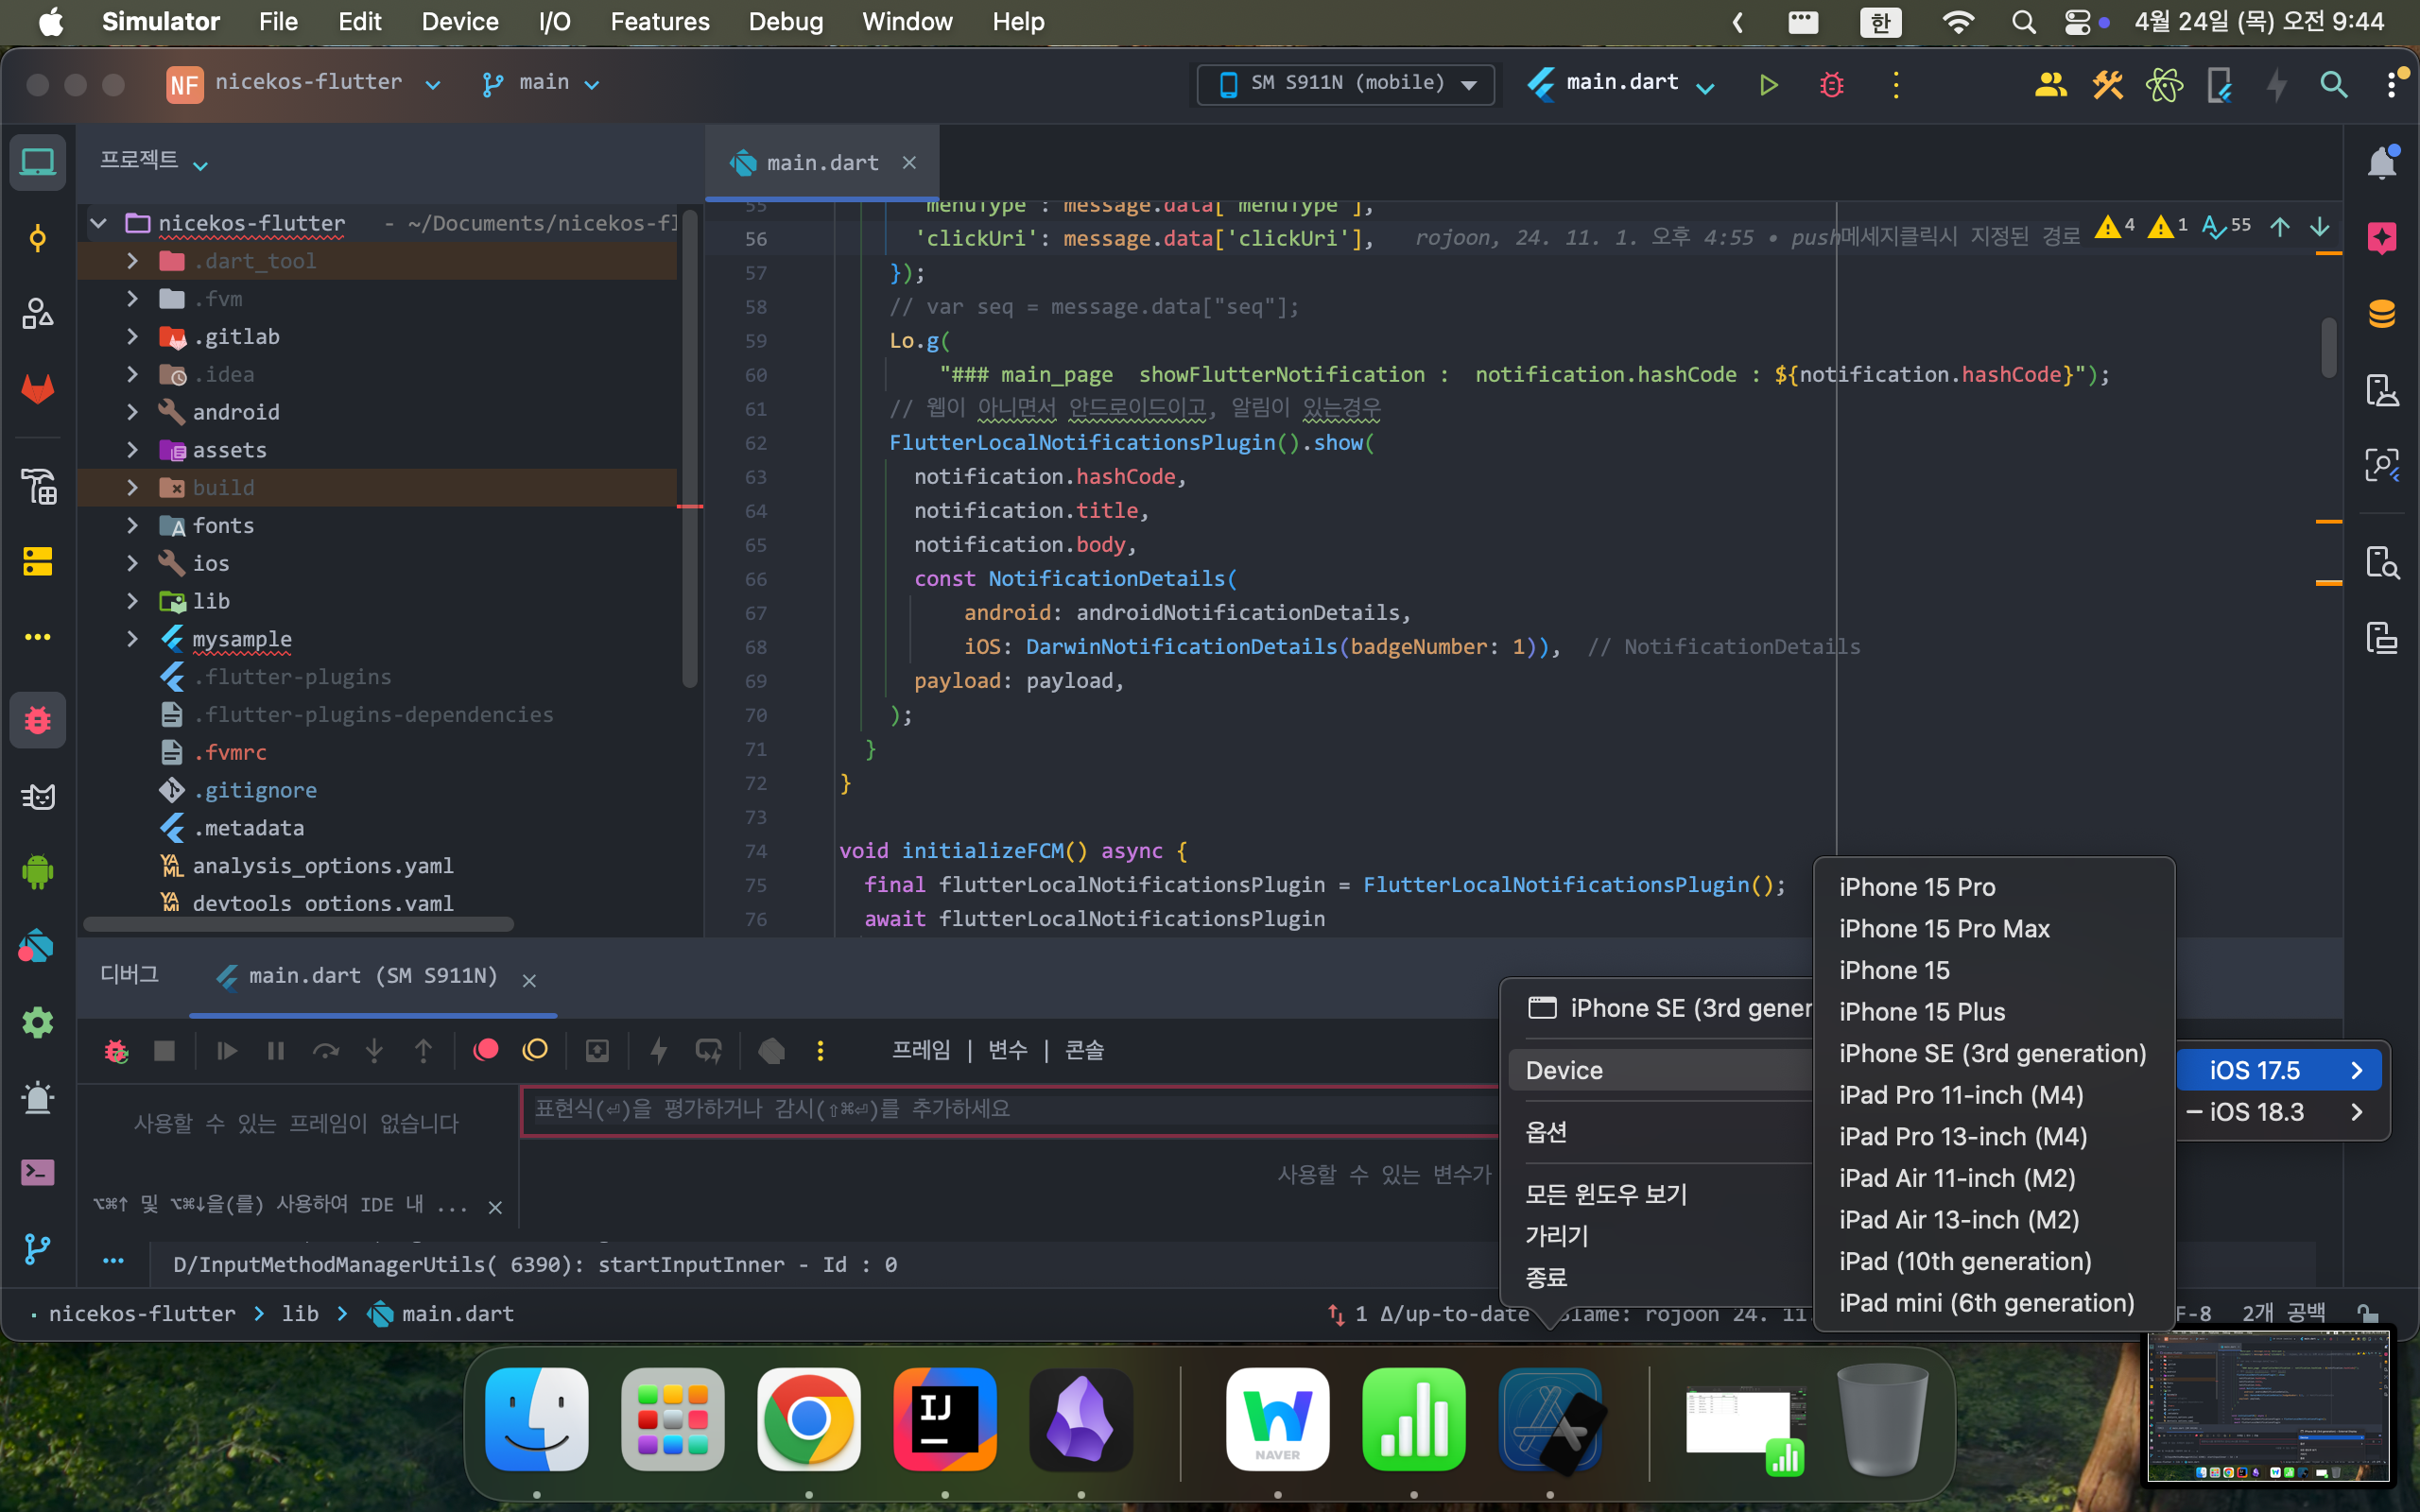 Simulator File Edit Device I/O Features Debug Window Help 한 4월 24일 (목) 오전 9:44
NF nicekos-flutter main SM S911N (mobile) main.dart
프로젝트
main.dart
nicekos-flutter - ~/Documents/nicekos-fl
.dart_tool
.fvm
.gitlab
.idea
android
assets
build
fonts
ios
lib
mysample
.flutter-plugins
.flutter-plugins-dependencies
.fvmrc
.gitignore
.metadata
analysis_options.yaml
devtools_options.yaml
55 'menuType': message.data['menuType'],
56 'clickUri': message.data['clickUri'], rojoon, 24. 11. 1. 오후 4:55 • push메세지클릭시 지정된 경로 4 1 55
57 });
58 // var seq = message.data["seq"];
59 Lo.g(
60 "### main_page  showFlutterNotification :  notification.hashCode : ${notification.hashCode}");
61 // 웹이 아니면서 안드로이드이고, 알림이 있는경우
62 FlutterLocalNotificationsPlugin().show(
63 notification.hashCode,
64 notification.title,
65 notification.body,
66 const NotificationDetails(
67 android: androidNotificationDetails,
68 iOS: DarwinNotificationDetails(badgeNumber: 1)), // NotificationDetails
69 payload: payload,
70 );
71 }
72 }
73
74 void initializeFCM() async {
75 final flutterLocalNotificationsPlugin = FlutterLocalNotificationsPlugin();
76 await flutterLocalNotificationsPlugin
디버그 main.dart (SM S911N)
프레임 | 변수 | 콘솔
사용할 수 있는 프레임이 없습니다
⌥⌘↑ 및 ⌥⌘↓을(를) 사용하여 IDE 내 ...
표현식(⏎)을 평가하거나 감시(⇧⌘⏎)를 추가하세요
사용할 수 있는 변수가
D/InputMethodManagerUtils( 6390): startInputInner - Id : 0
nicekos-flutter > lib > main.dart 1 Δ/up-to-date Blame: rojoon 24. 11. F-8 2개 공백
iPhone SE (3rd gener
Device
옵션
모든 윈도우 보기
가리기
종료
iPhone 15 Pro
iPhone 15 Pro Max
iPhone 15
iPhone 15 Plus
iPhone SE (3rd generation)
iPad Pro 11-inch (M4)
iPad Pro 13-inch (M4)
iPad Air 11-inch (M2)
iPad Air 13-inch (M2)
iPad (10th generation)
iPad mini (6th generation)
iOS 17.5
– iOS 18.3
IJ
NAVER